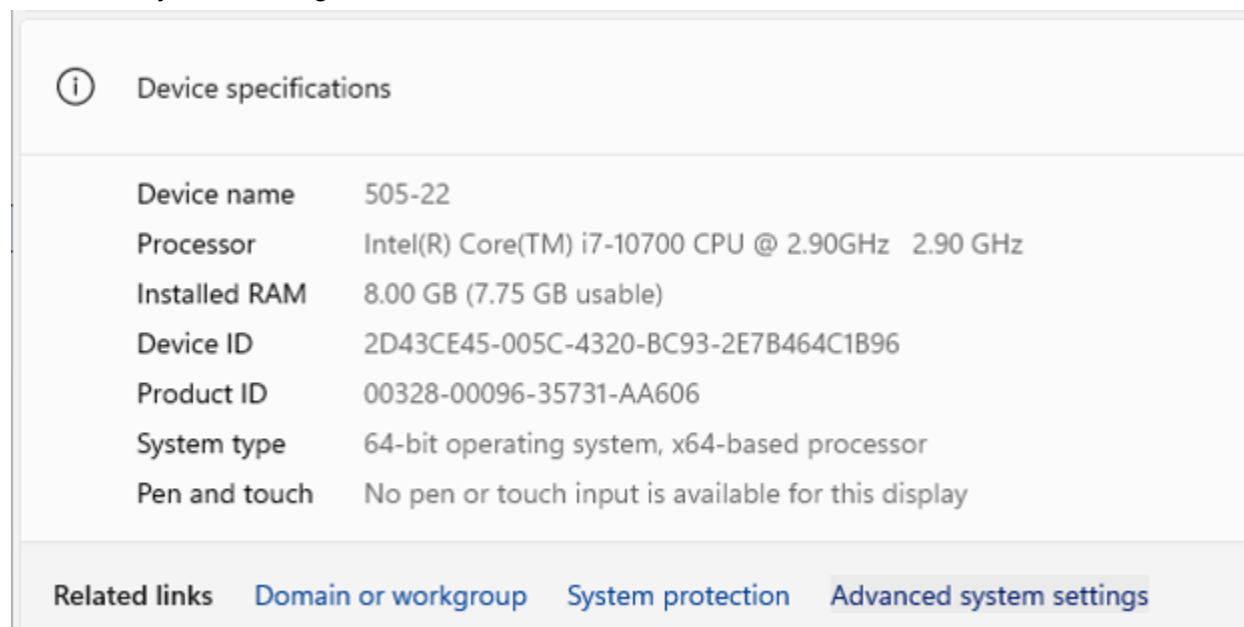 Device specifications
Device name 505-22
Processor Intel(R) Core(TM) i7-10700 CPU @ 2.90GHz 2.90 GHz
Installed RAM 8.00 GB (7.75 GB usable)
Device ID 2D43CE45-005C-4320-BC93-2E7B464C1B96
Product ID 00328-00096-35731-AA606
System type 64-bit operating system, x64-based processor
Pen and touch No pen or touch input is available for this display
Related links Domain or workgroup System protection Advanced system settings